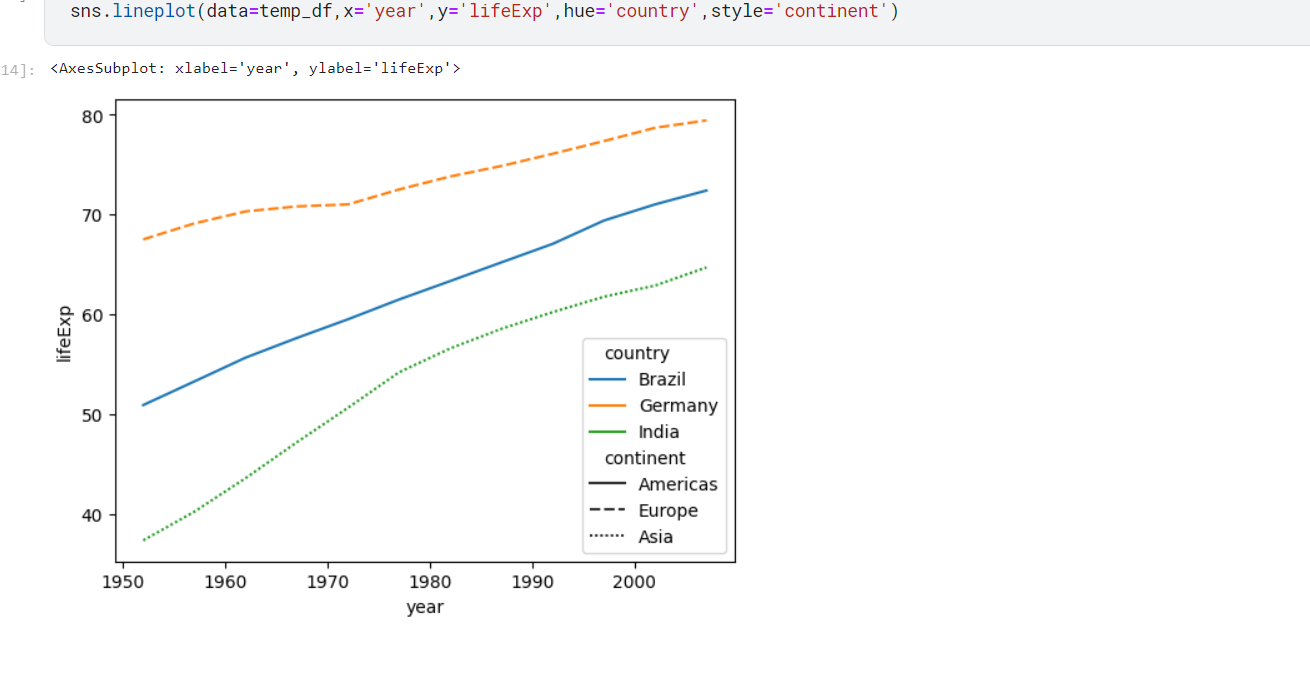 sns.lineplot(data=temp_df,x='year',y='lifeExp',hue='country',style='continent')
14]: <AxesSubplot: xlabel='year', ylabel='lifeExp'>
80
70
60
50
40
lifeExp
1950 1960 1970 1980 1990 2000
year
country
Brazil
Germany
India
continent
Americas
Europe
Asia